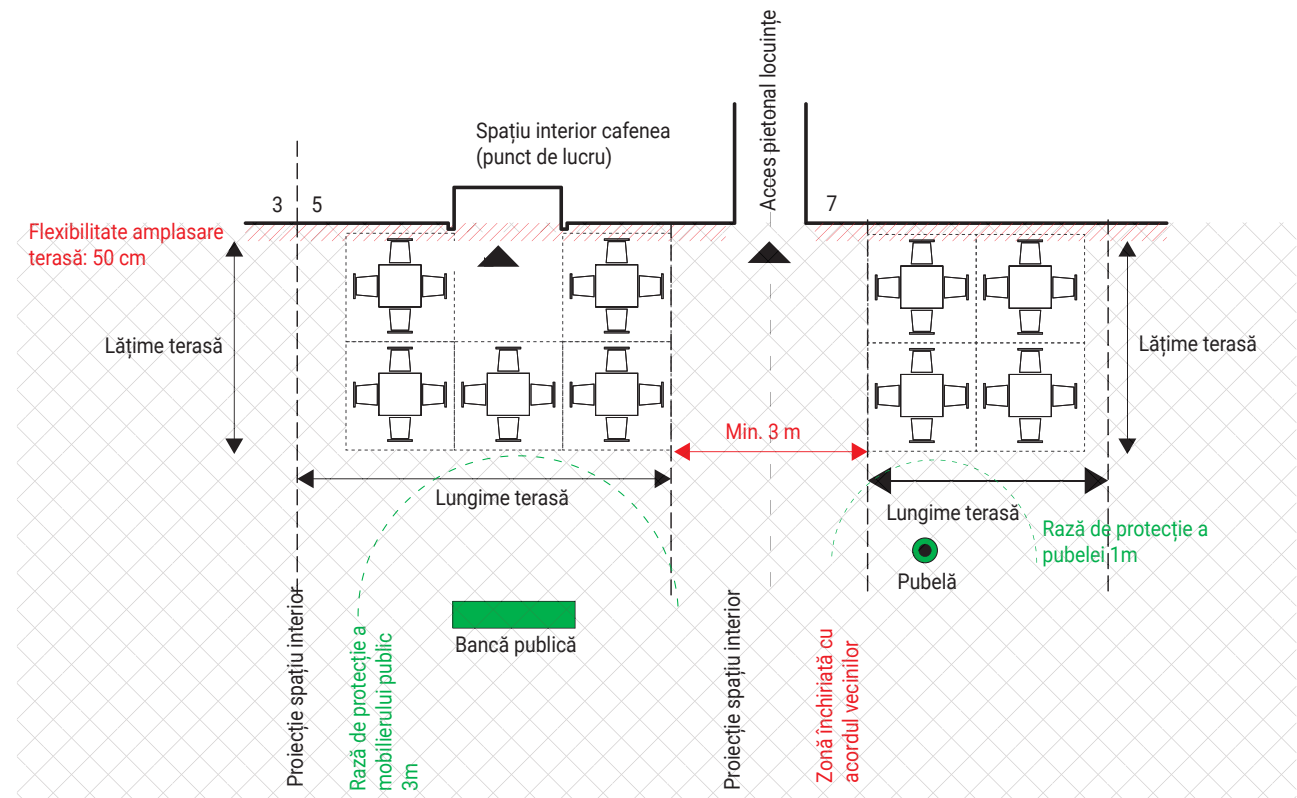 Spațiu interior cafenea
(punct de lucru)
Acces pietonal locuințe
3
5
7
Flexibilitate amplasare
terasă: 50 cm
Lățime terasă
Lățime terasă
Min. 3 m
Lungime terasă
Lungime terasă
Rază de protecție a
pubelei 1m
Pubelă
Bancă publică
Proiecție spațiu interior
Rază de protecție a
mobilierului public
3m
Proiecție spațiu interior
Zonă închiriată cu
acordul vecinilor